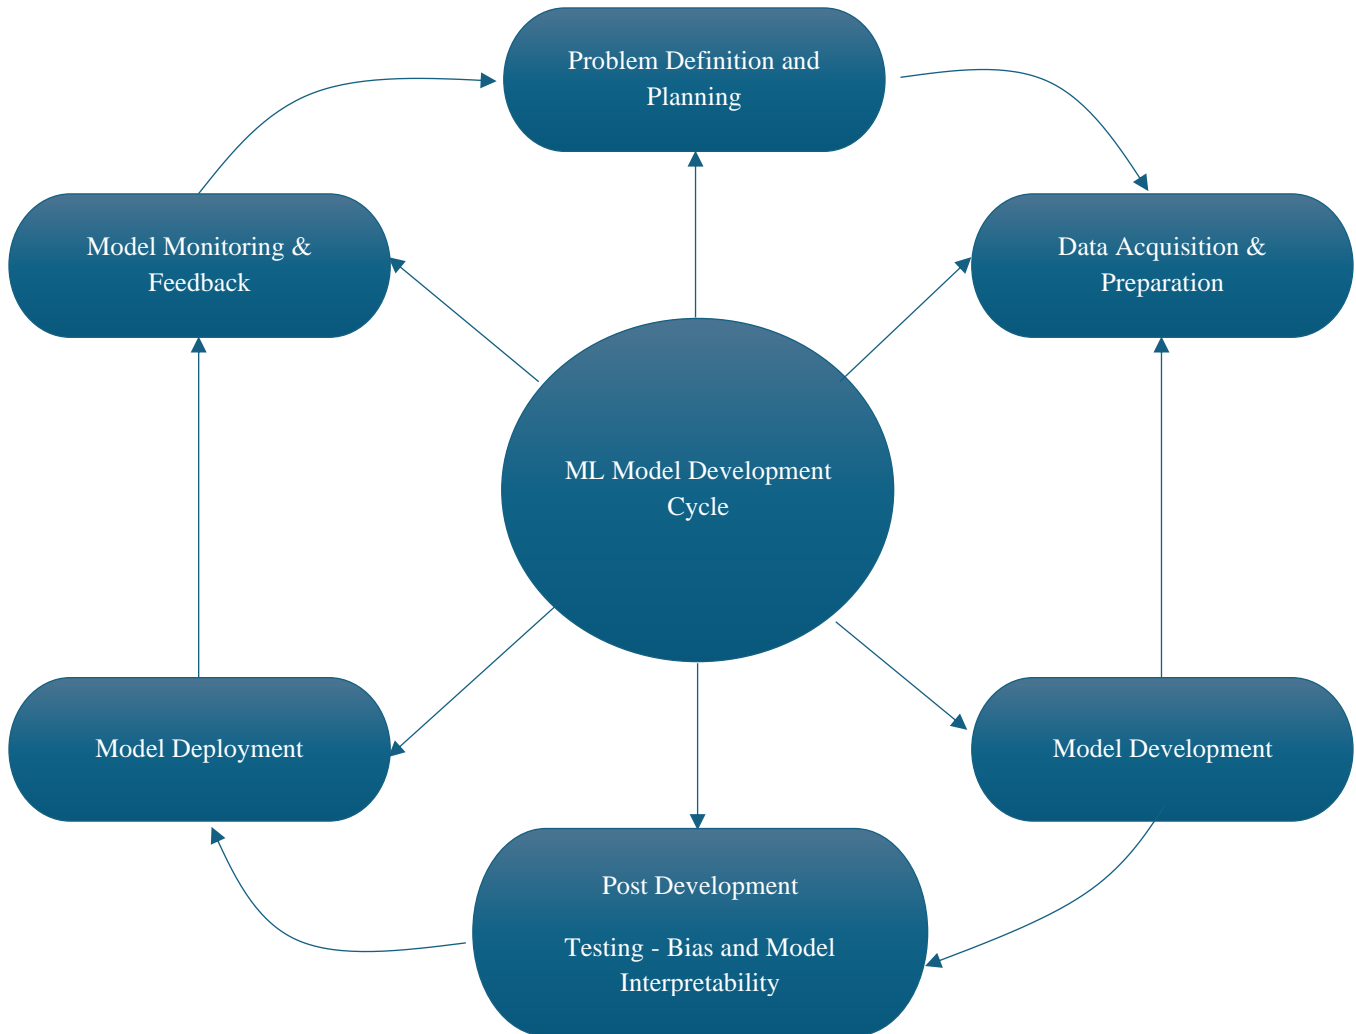 Problem Definition and
Planning
Model Monitoring &
Feedback
Data Acquisition &
Preparation
ML Model Development
Cycle
Model Deployment
Model Development
Post Development
Testing - Bias and Model
Interpretability